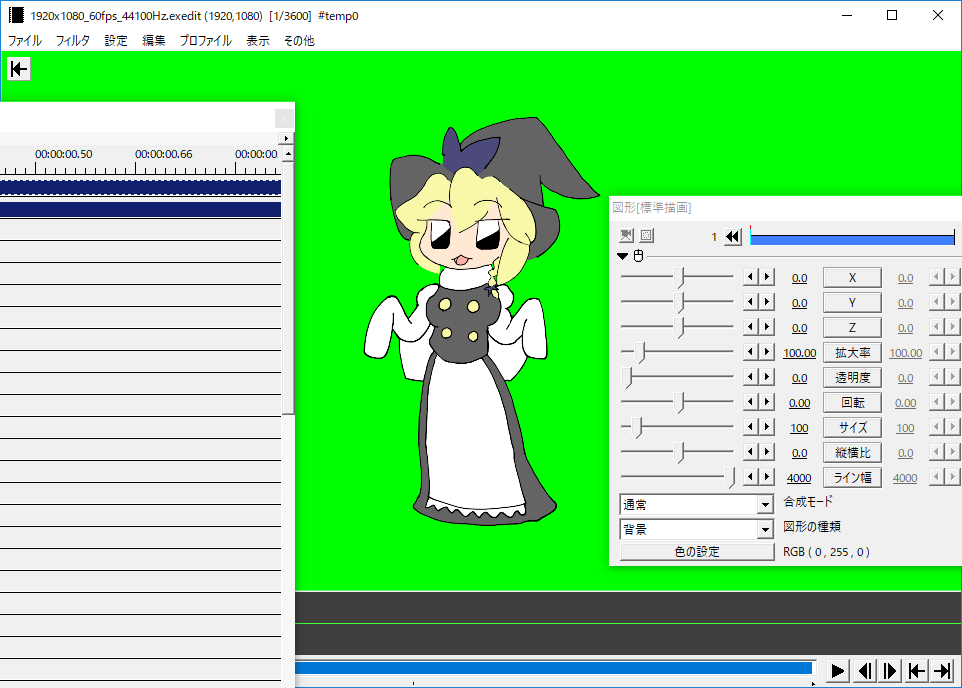 1920x1080_60fps_44100Hz.exedit (1920,1080) [1/3600] #temp0
ファイル フィルタ 設定 編集 プロファイル 表示 その他
00:00:00.50 00:00:00.66 00:00:00
図形[標準描画]
1
0.0 X 0.0
0.0 Y 0.0
0.0 Z 0.0
100.00 拡大率 100.00
0.0 透明度 0.0
0.00 回転 0.00
100 サイズ 100
0.0 縦横比 0.0
4000 ライン幅 4000
通常 合成モード
背景 図形の種類
色の設定 RGB ( 0 , 255 , 0 )